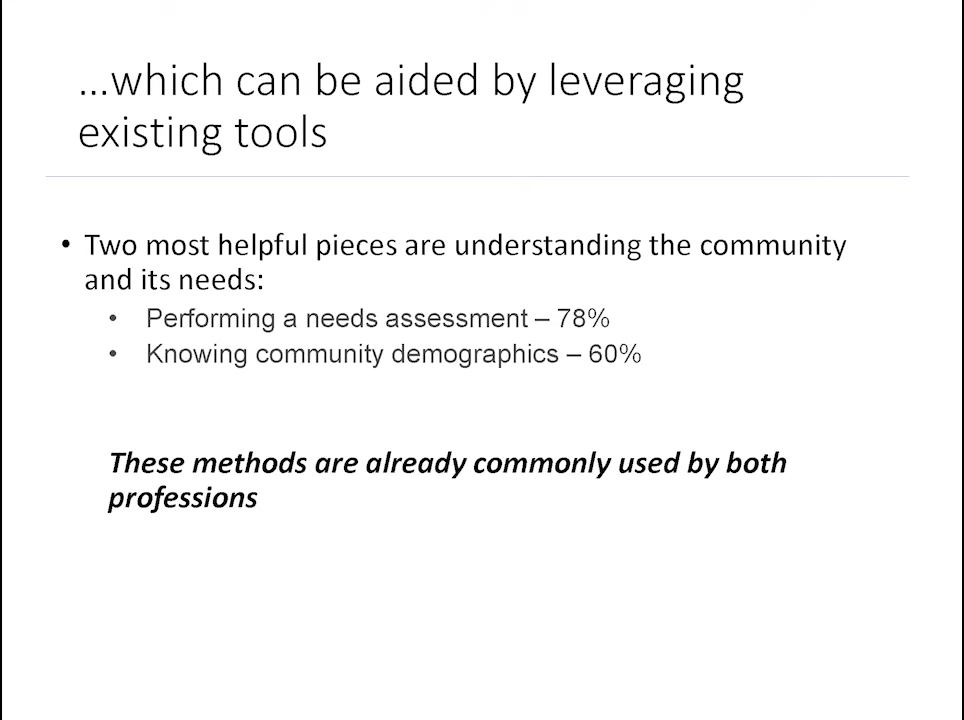 ...which can be aided by leveraging
existing tools
• Two most helpful pieces are understanding the community
and its needs:
• Performing a needs assessment – 78%
• Knowing community demographics – 60%
These methods are already commonly used by both
professions